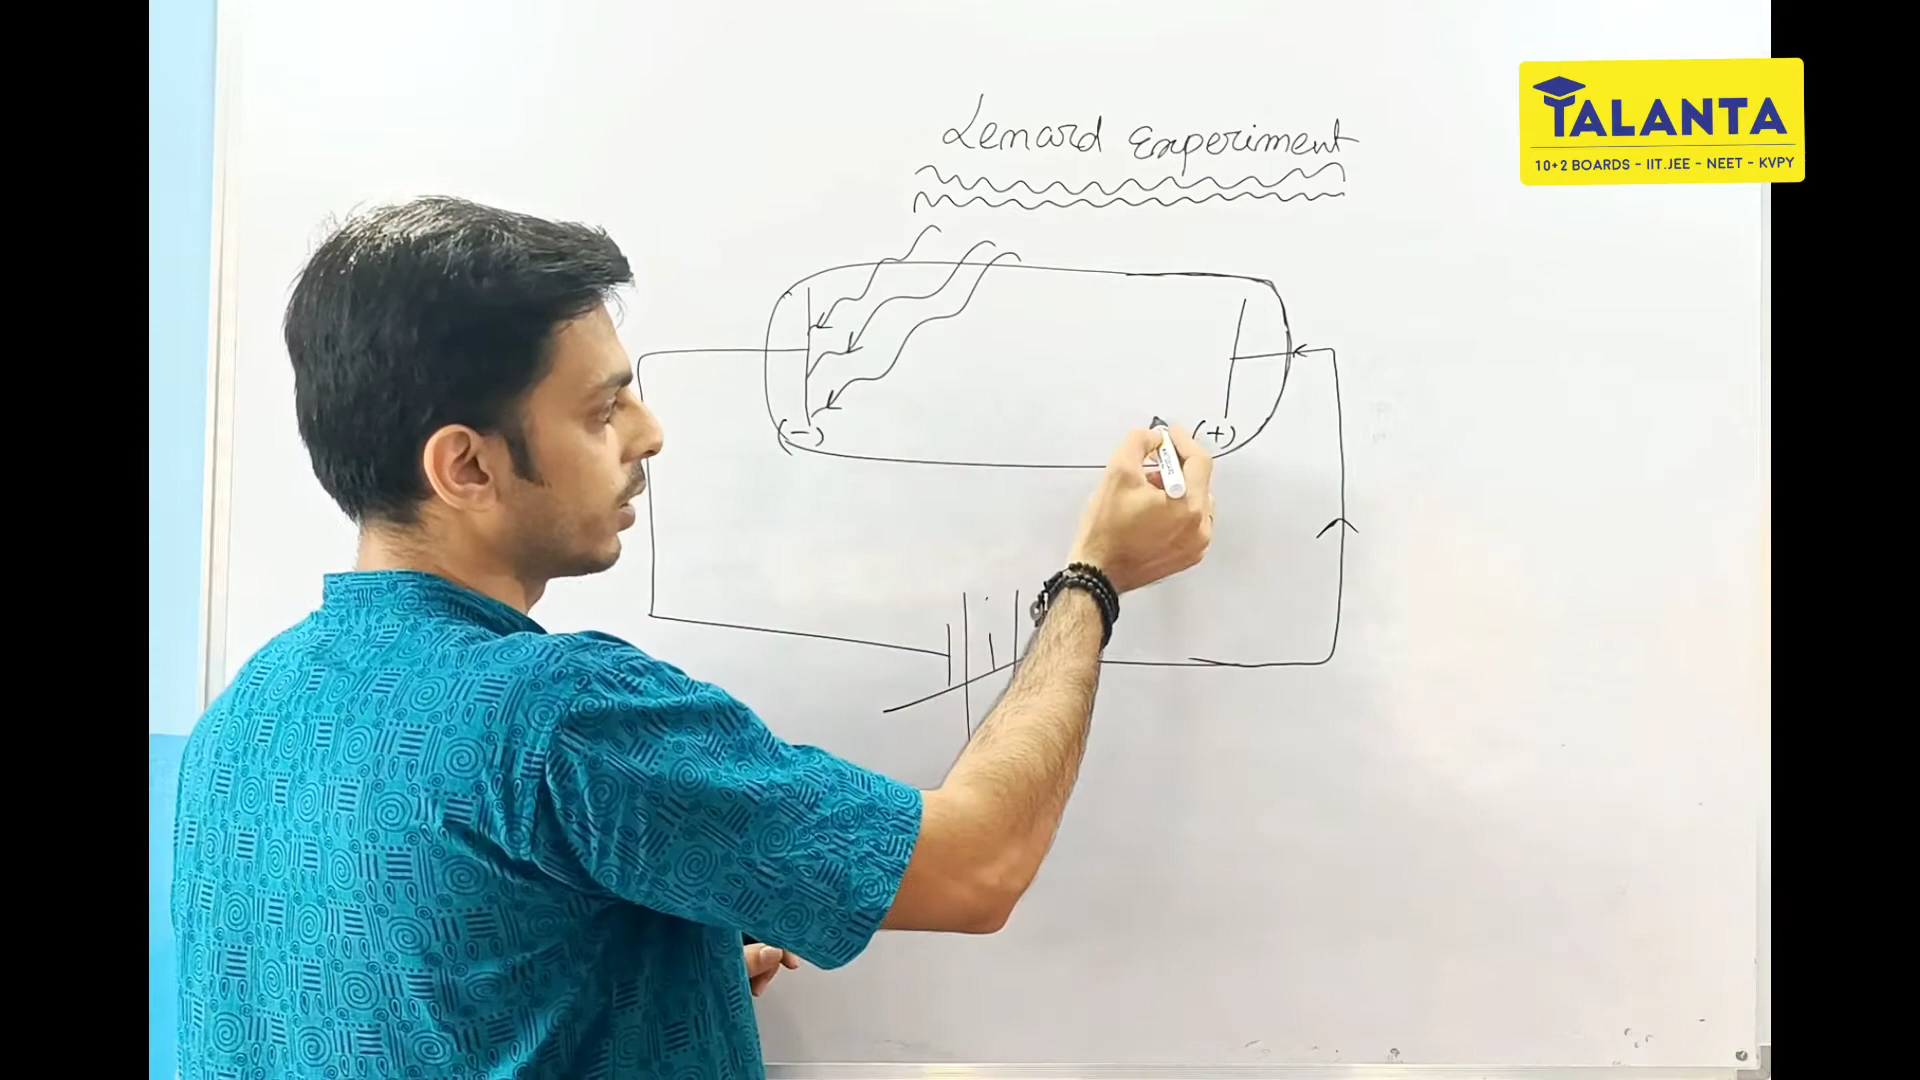 TALANTA
10+2 BOARDS - IIT.JEE - NEET - KVPY
Lenard Experiment
(-)
(+)